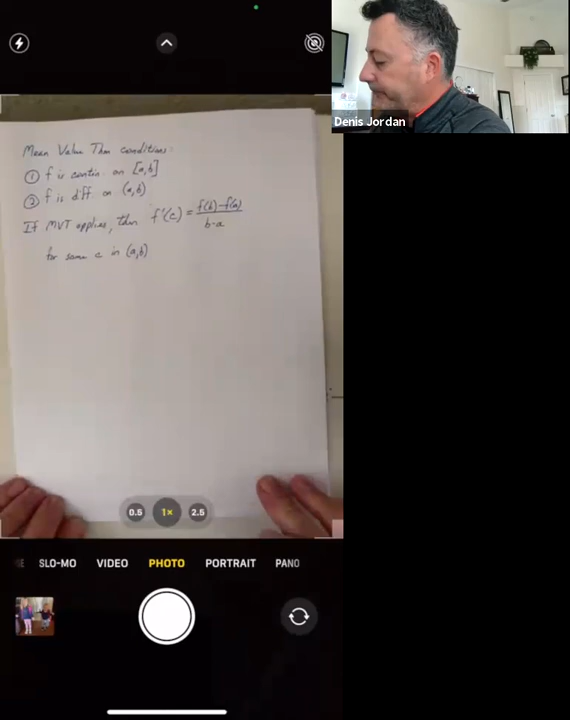 Denis Jordan
Mean Value Thm conditions:
① f is contin. on [a,b]
② f is diff. on (a,b)
If MVT applies, then f'(c) = f(b)-f(a)
b-a
for some c in (a,b)
0.5 1× 2.5
SLO-MO VIDEO PHOTO PORTRAIT PANO